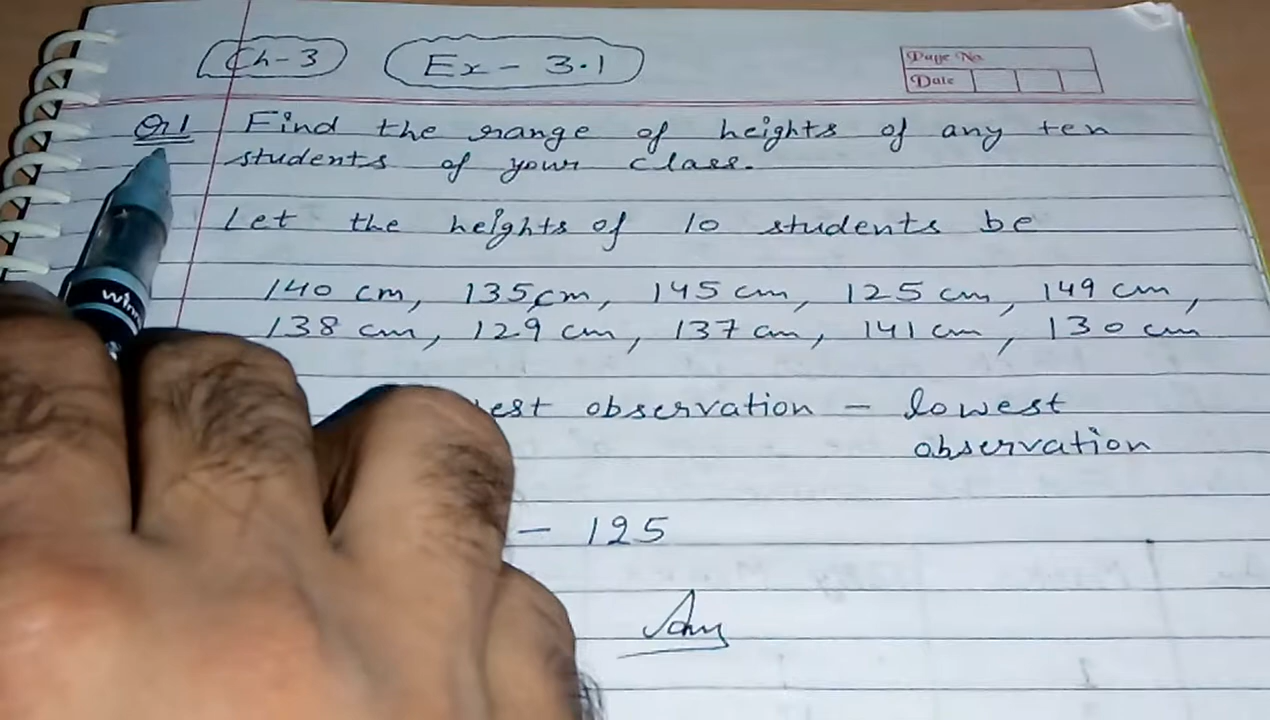 Ch-3 Ex - 3.1
Page No.
Date
Q1 Find the range of heights of any ten
students of your class.
Let the heights of 10 students be
140 cm, 135cm, 145 cm, 125 cm, 149 cm,
138 cm, 129 cm, 137 cm, 141 cm, 130 cm
est observation - lowest
observation
- 125
Ans